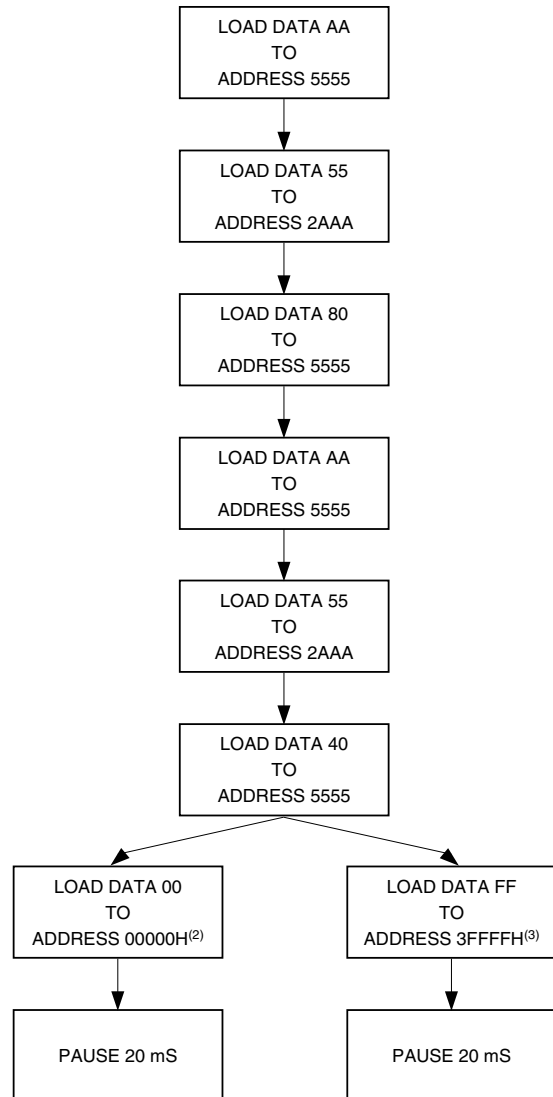 LOAD DATA AA
TO
ADDRESS 5555
LOAD DATA 55
TO
ADDRESS 2AAA
LOAD DATA 80
TO
ADDRESS 5555
LOAD DATA AA
TO
ADDRESS 5555
LOAD DATA 55
TO
ADDRESS 2AAA
LOAD DATA 40
TO
ADDRESS 5555
LOAD DATA 00
TO
ADDRESS 00000H(2)
LOAD DATA FF
TO
ADDRESS 3FFFFH(3)
PAUSE 20 mS
PAUSE 20 mS